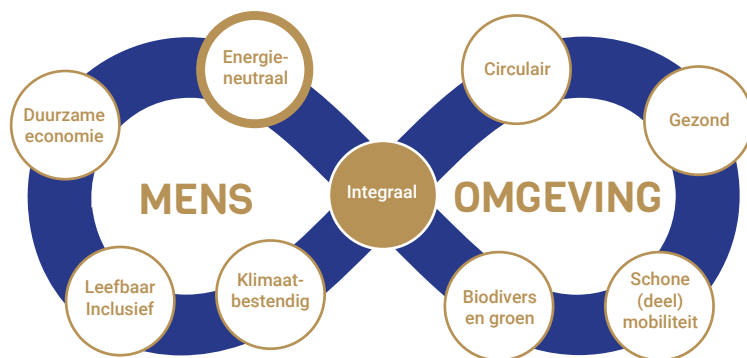 Energie-
neutraal
Circulair
Duurzame
economie
Gezond
MENS
Integraal
OMGEVING
Leefbaar
Inclusief
Klimaat-
bestendig
Biodivers
en groen
Schone
(deel)
mobiliteit